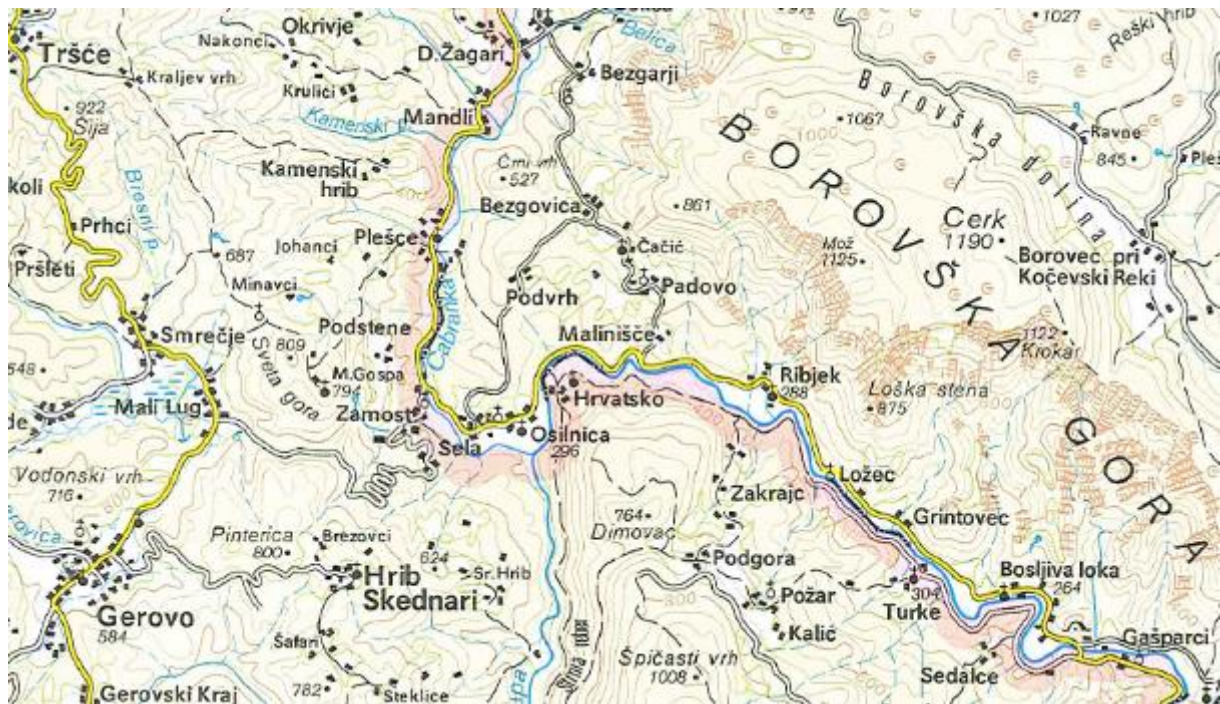 Okrivje
1027
Reški hrib
Nakonci
Belica
Tršće
D.Žagari
Bezgarji
Kraljev vrh
Krulići
Borovška dolina
922
Šija
Kamenski p.
Mandli
1000
1067
Ravne
845
Kamenski
hrib
Črni vrh
527
BOROVŠKA GORA
koli
Bresni p.
Bezgovica
861
Cerk
1190
Prhci
Plešce
Johanci
687
Čačić
Mož
1125
Borovec pri
Kočevski Reki
Pršleti
Minavci
Čabranka
Podvrh
Padovo
Smrečje
Podstene
Malinišče
1122
Krokar
809
Sveta gora
M.Gospa
Ribjek
288
Loška stena
875
Mali Lug
Zamost
Hrvatsko
Sela
Osilnica
296
Vodonski vrh
716
Ložec
Zakrajc
Grintovec
Pinterica
800
Brezovci
624
764
Dimovac
Podgora
Bosljiva loka
264
Hrib
Skednari
Sr.Hrib
Požar
304
Turke
Gerovo
584
Kalić
Gašparci
Šafari
Špičasti vrh
1008
Sedalce
782
Steklice
Gerovski Kraj